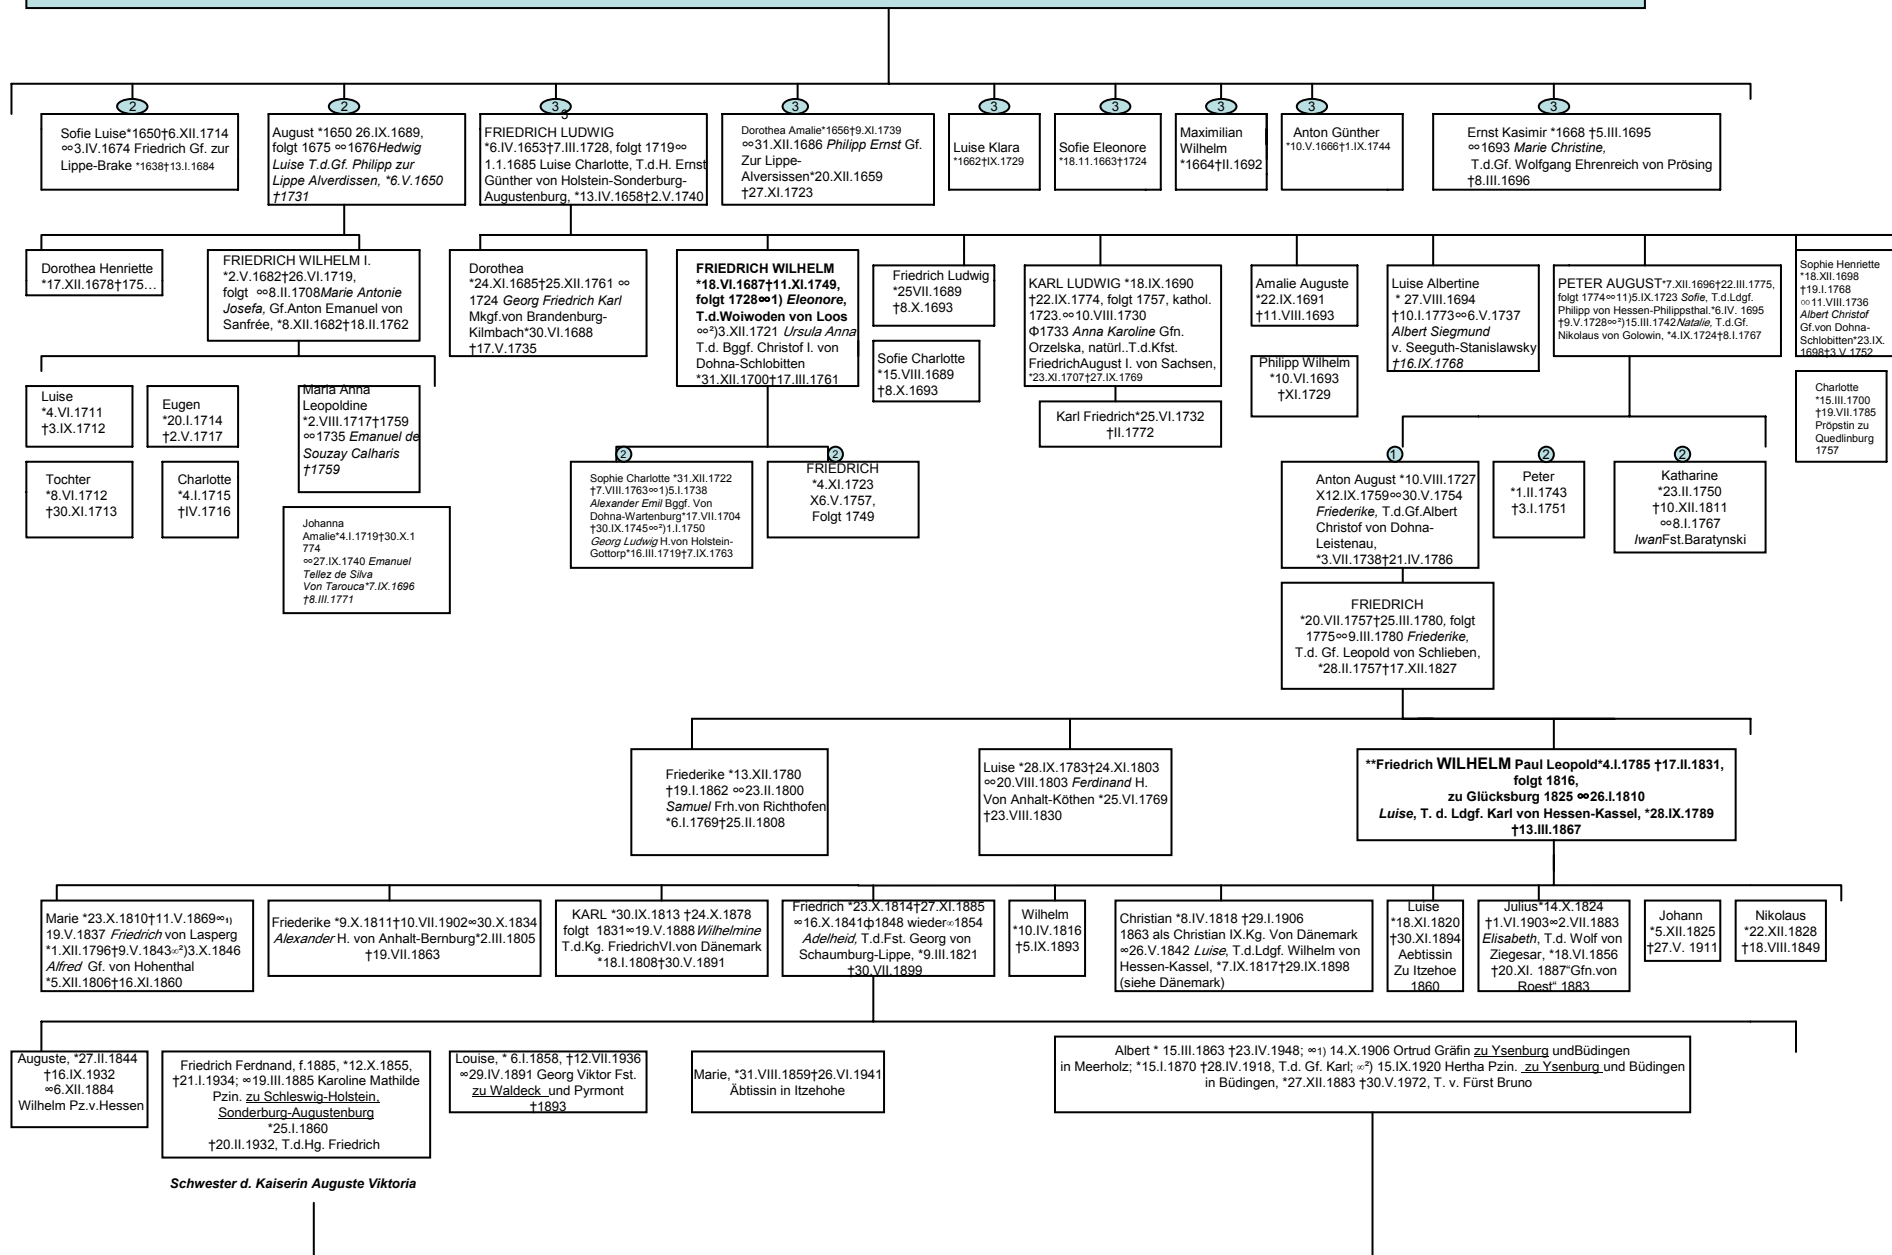 2
2
3
3
3
3
3
3
3
3
Sofie Luise*1650†6.XII.1714
∞3.IV.1674 Friedrich Gf. zur
Lippe-Brake *1638†13.I.1684
August *1650 26.IX.1689,
folgt 1675 ∞1676Hedwig
Luise T.d.Gf. Philipp zur
Lippe Alverdissen, *6.V.1650
†1731
FRIEDRICH LUDWIG
*6.IV.1653†7.III.1728, folgt 1719∞
1.1.1685 Luise Charlotte, T.d.H. Ernst
Günther von Holstein-Sonderburg-
Augustenburg, *13.IV.1658†2.V.1740
Dorothea Amalie*1656†9.XI.1739
∞31.XII.1686 Philipp Ernst Gf.
Zur Lippe-
Alversissen*20.XII.1659
†27.XI.1723
Luise Klara
*1662†IX.1729
Sofie Eleonore
*18.11.1663†1724
Maximilian
Wilhelm
*1664†II.1692
Anton Günther
*10.V.1666†1.IX.1744
Ernst Kasimir *1668 †5.III.1695
∞1693 Marie Christine,
T.d.Gf. Wolfgang Ehrenreich von Prösing
†8.III.1696
Dorothea Henriette
*17.XII.1678†175…
FRIEDRICH WILHELM I.
*2.V.1682†26.VI.1719,
folgt ∞8.II.1708Marie Antonie
Josefa, Gf.Anton Emanuel von
Sanfrée, *8.XII.1682†18.II.1762
Dorothea
*24.XI.1685†25.XII.1761 ∞
1724 Georg Friedrich Karl
Mkgf.von Brandenburg-
Kilmbach*30.VI.1688
†17.V.1735
FRIEDRICH WILHELM
*18.VI.1687†11.XI.1749,
folgt 1728∞1) Eleonore,
T.d.Woiwoden von Loos
∞²)3.XII.1721 Ursula Anna
T.d. Bggf. Christof I. von
Dohna-Schlobitten
*31.XII.1700†17.III.1761
Friedrich Ludwig
*25VII.1689
†8.X.1693
Sofie Charlotte
*15.VIII.1689
†8.X.1693
KARL LUDWIG *18.IX.1690
†22.IX.1774, folgt 1757, kathol.
1723.∞10.VIII.1730
Φ1733 Anna Karoline Gfn.
Orzelska, natürl..T.d.Kfst.
FriedrichAugust I. von Sachsen,
*23.XI.1707†27.IX.1769
Karl Friedrich*25.VI.1732
†II.1772
Amalie Auguste
*22.IX.1691
†11.VIII.1693
Philipp Wilhelm
*10.VI.1693
†XI.1729
Luise Albertine
* 27.VIII.1694
†10.I.1773∞6.V.1737
Albert Siegmund
v. Seeguth-Stanislawsky
†16.IX.1768
PETER AUGUST*7.XII.1696†22.III.1775,
folgt 1774∞11)5.IX.1723 Sofie, T.d.Ldgf.
Philipp von Hessen-Philippsthal.*6.IV. 1695
†9.V.1728∞²)15.III.1742Natalie, T.d.Gf.
Nikolaus von Golowin, *4.IX.1724†8.I.1767
Sophie Henriette
*18.XII.1698
†19.I.1768
∞11.VIII.1736
Albert Christof
Gf.von Dohna-
Schlobitten*23.IX.
1698†3.V.1752
Charlotte
*15.III.1700
†19.VII.1785
Pröpstin zu
Quedlinburg
1757
Luise
*4.VI.1711
†3.IX.1712
Eugen
*20.I.1714
†2.V.1717
Maria Anna
Leopoldine
*2.VIII.1717†1759
∞1735 Emanuel de
Souzay Calharis
†1759
Tochter
*8.VI.1712
†30.XI.1713
Charlotte
*4.I.1715
†IV.1716
Johanna
Amalie*4.I.1719†30.X.1
774
∞27.IX.1740 Emanuel
Tellez de Silva
Von Tarouca*7.IX.1696
†8.III.1771
2
2
1
2
2
Sophie Charlotte *31.XII.1722
†7.VIII.1763∞1)5.I.1738
Alexander Emil Bggf. Von
Dohna-Wartenburg*17.VII.1704
†30.IX.1745∞²)1.I.1750
Georg Ludwig H.von Holstein-
Gottorp*16.III.1719†7.IX.1763
FRIEDRICH
*4.XI.1723
X6.V.1757,
Folgt 1749
Anton August *10.VIII.1727
X12.IX.1759∞30.V.1754
Friederike, T.d.Gf.Albert
Christof von Dohna-
Leistenau,
*3.VII.1738†21.IV.1786
Peter
*1.II.1743
†3.I.1751
Katharine
*23.II.1750
†10.XII.1811
∞8.I.1767
IwanFst.Baratynski
FRIEDRICH
*20.VII.1757†25.III.1780, folgt
1775∞9.III.1780 Friederike,
T.d. Gf. Leopold von Schlieben,
*28.II.1757†17.XII.1827
Friederike *13.XII.1780
†19.I.1862 ∞23.II.1800
Samuel Frh.von Richthofen
*6.I.1769†25.II.1808
Luise *28.IX.1783†24.XI.1803
∞20.VIII.1803 Ferdinand H.
Von Anhalt-Köthen *25.VI.1769
†23.VIII.1830
**Friedrich WILHELM Paul Leopold*4.I.1785 †17.II.1831,
folgt 1816,
zu Glücksburg 1825 ∞26.I.1810
Luise, T. d. Ldgf. Karl von Hessen-Kassel, *28.IX.1789
†13.III.1867
Marie *23.X.1810†11.V.1869∞1)
19.V.1837 Friedrich von Lasperg
*1.XII.1796†9.V.1843∞²)3.X.1846
Alfred Gf. von Hohenthal
*5.XII.1806†16.XI.1860
Friederike *9.X.1811†10.VII.1902∞30.X.1834
Alexander H. von Anhalt-Bernburg*2.III.1805
†19.VII.1863
KARL *30.IX.1813 †24.X.1878
folgt 1831∞19.V.1888 Wilhelmine
T.d.Kg. FriedrichVI.von Dänemark
*18.I.1808†30.V.1891
Friedrich *23.X.1814†27.XI.1885
∞16.X.1841ф1848 wieder∞1854
Adelheid, T.d.Fst. Georg von
Schaumburg-Lippe, *9.III.1821
†30.VII.1899
Wilhelm
*10.IV.1816
†5.IX.1893
Christian *8.IV.1818 †29.I.1906
1863 als Christian IX.Kg. Von Dänemark
∞26.V.1842 Luise, T.d.Ldgf. Wilhelm von
Hessen-Kassel, *7.IX.1817†29.IX.1898
(siehe Dänemark)
Luise
*18.XI.1820
†30.XI.1894
Aebtissin
Zu Itzehoe
1860
Julius*14.X.1824
†1.VI.1903∞2.VII.1883
Elisabeth, T.d. Wolf von
Ziegesar, *18.VI.1856
†20.XI. 1887"Gfn.von
Roest" 1883
Johann
*5.XII.1825
†27.V. 1911
Nikolaus
*22.XII.1828
†18.VIII.1849
Auguste, *27.II.1844
†16.IX.1932
∞6.XII.1884
Wilhelm Pz.v.Hessen
Friedrich Ferdnand, f.1885, *12.X.1855,
†21.I.1934; ∞19.III.1885 Karoline Mathilde
Pzin. zu Schleswig-Holstein,
Sonderburg-Augustenburg
*25.I.1860
†20.II.1932, T.d.Hg. Friedrich
Louise, * 6.I.1858, †12.VII.1936
∞29.IV.1891 Georg Viktor Fst.
zu Waldeck und Pyrmont
†1893
Marie, *31.VIII.1859†26.VI.1941
Äbtissin in Itzehohe
Albert * 15.III.1863 †23.IV.1948; ∞1) 14.X.1906 Ortrud Gräfin zu Ysenburg undBüdingen
in Meerholz; *15.I.1870 †28.IV.1918, T.d. Gf. Karl; ∞²) 15.IX.1920 Hertha Pzin. zu Ysenburg und Büdingen
in Büdingen, *27.XII.1883 †30.V.1972, T. v. Fürst Bruno
Schwester d. Kaiserin Auguste Viktoria